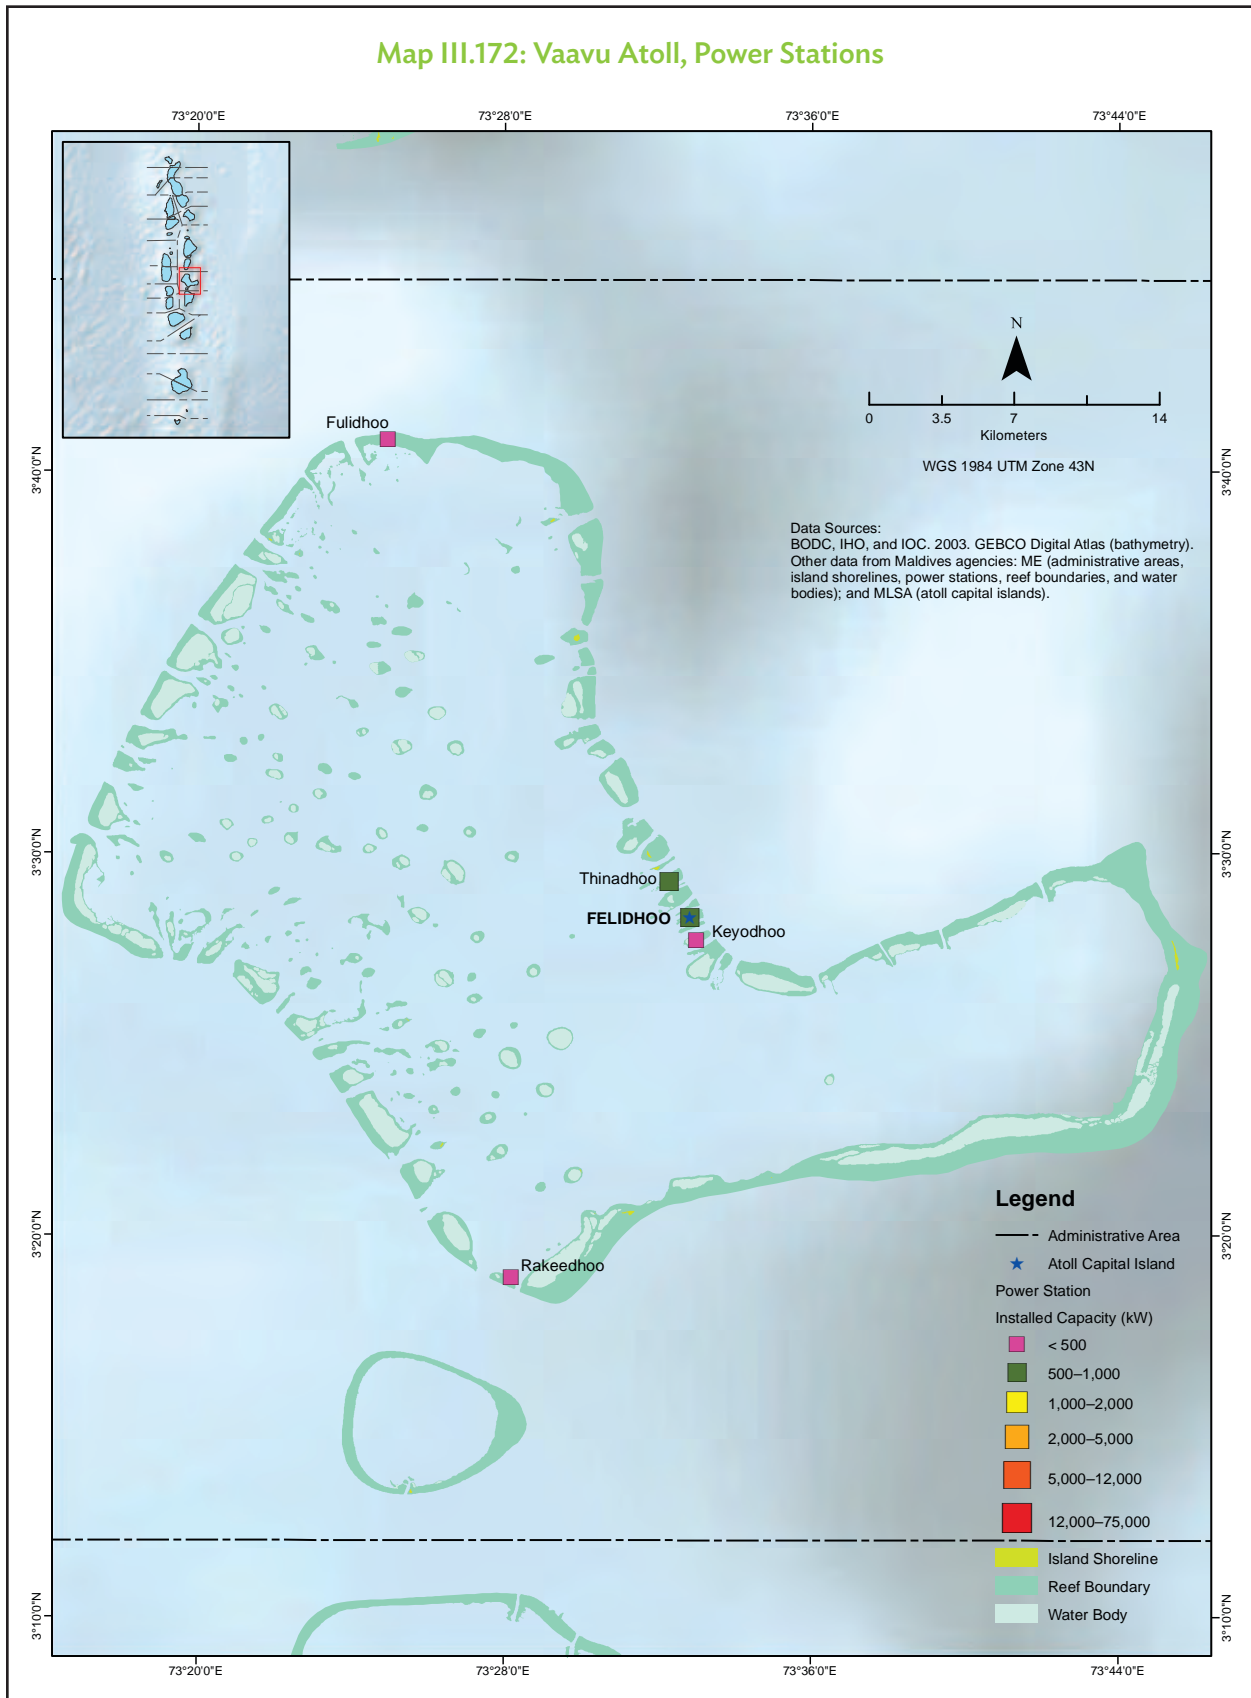 Map III.172: Vaavu Atoll, Power Stations
73°20'0"E
73°28'0"E
73°36'0"E
73°44'0"E
N
0
3.5
7
14
Kilometers
WGS 1984 UTM Zone 43N
Fulidhoo
3°40'0"N
3°40'0"N
Data Sources:
BODC, IHO, and IOC. 2003. GEBCO Digital Atlas (bathymetry).
Other data from Maldives agencies: ME (administrative areas,
island shorelines, power stations, reef boundaries, and water
bodies); and MLSA (atoll capital islands).
3°30'0"N
3°30'0"N
Thinadhoo
FELIDHOO
Keyodhoo
Rakeedhoo
3°20'0"N
3°20'0"N
Legend
Administrative Area
Atoll Capital Island
Power Station
Installed Capacity (kW)
< 500
500–1,000
1,000–2,000
2,000–5,000
5,000–12,000
12,000–75,000
Island Shoreline
Reef Boundary
Water Body
3°10'0"N
3°10'0"N
73°20'0"E
73°28'0"E
73°36'0"E
73°44'0"E